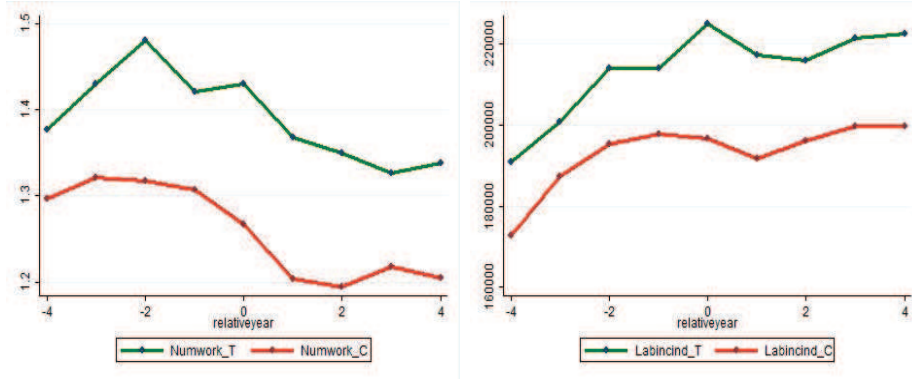 1.5
1.4
1.3
1.2
-4 -2 0 2 4
relativeyear
Numwork_T Numwork_C
220000
200000
180000
160000
-4 -2 0 2 4
relativeyear
Labincind_T Labincind_C